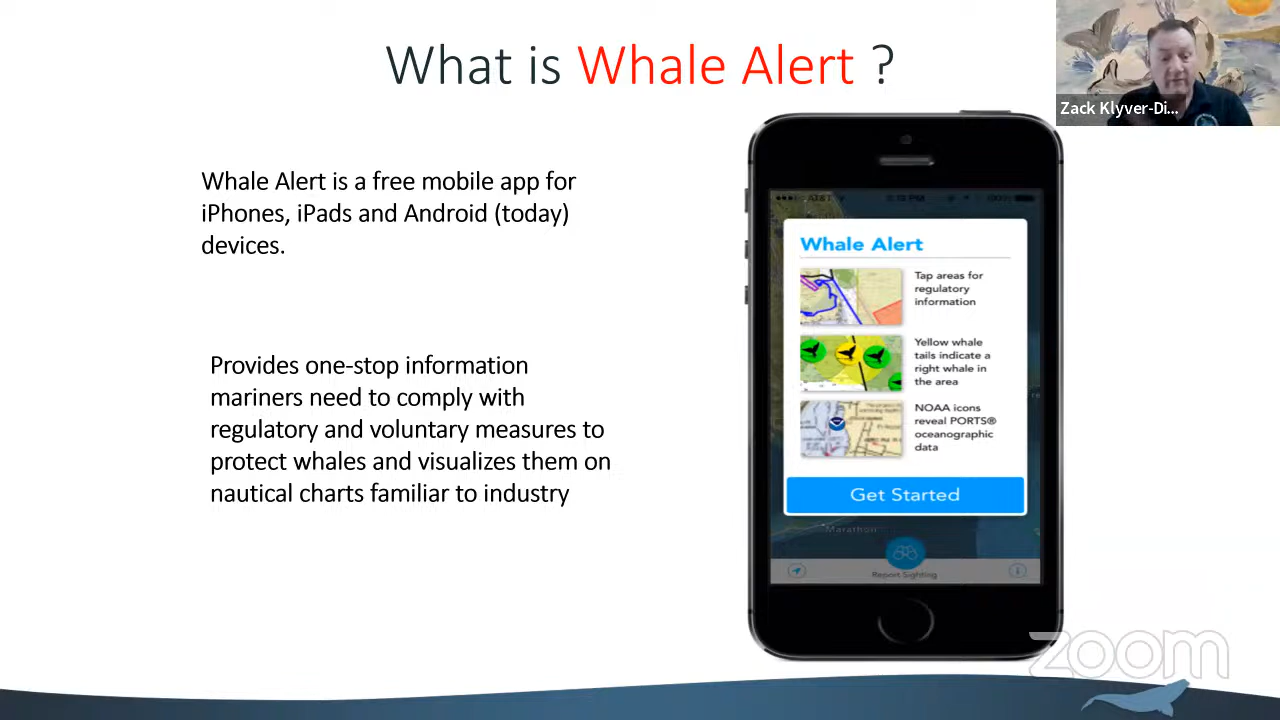 What is Whale Alert ?
Zack Klyver-Di...
Whale Alert is a free mobile app for
iPhones, iPads and Android (today)
devices.
Provides one-stop information
mariners need to comply with
regulatory and voluntary measures to
protect whales and visualizes them on
nautical charts familiar to industry
AT&T
100%
Whale Alert
Tap areas for
regulatory
information
Yellow whale
tails indicate a
right whale in
the area
NOAA icons
reveal PORTS®
oceanographic
data
Get Started
Marathon
Report Sighting
zoom